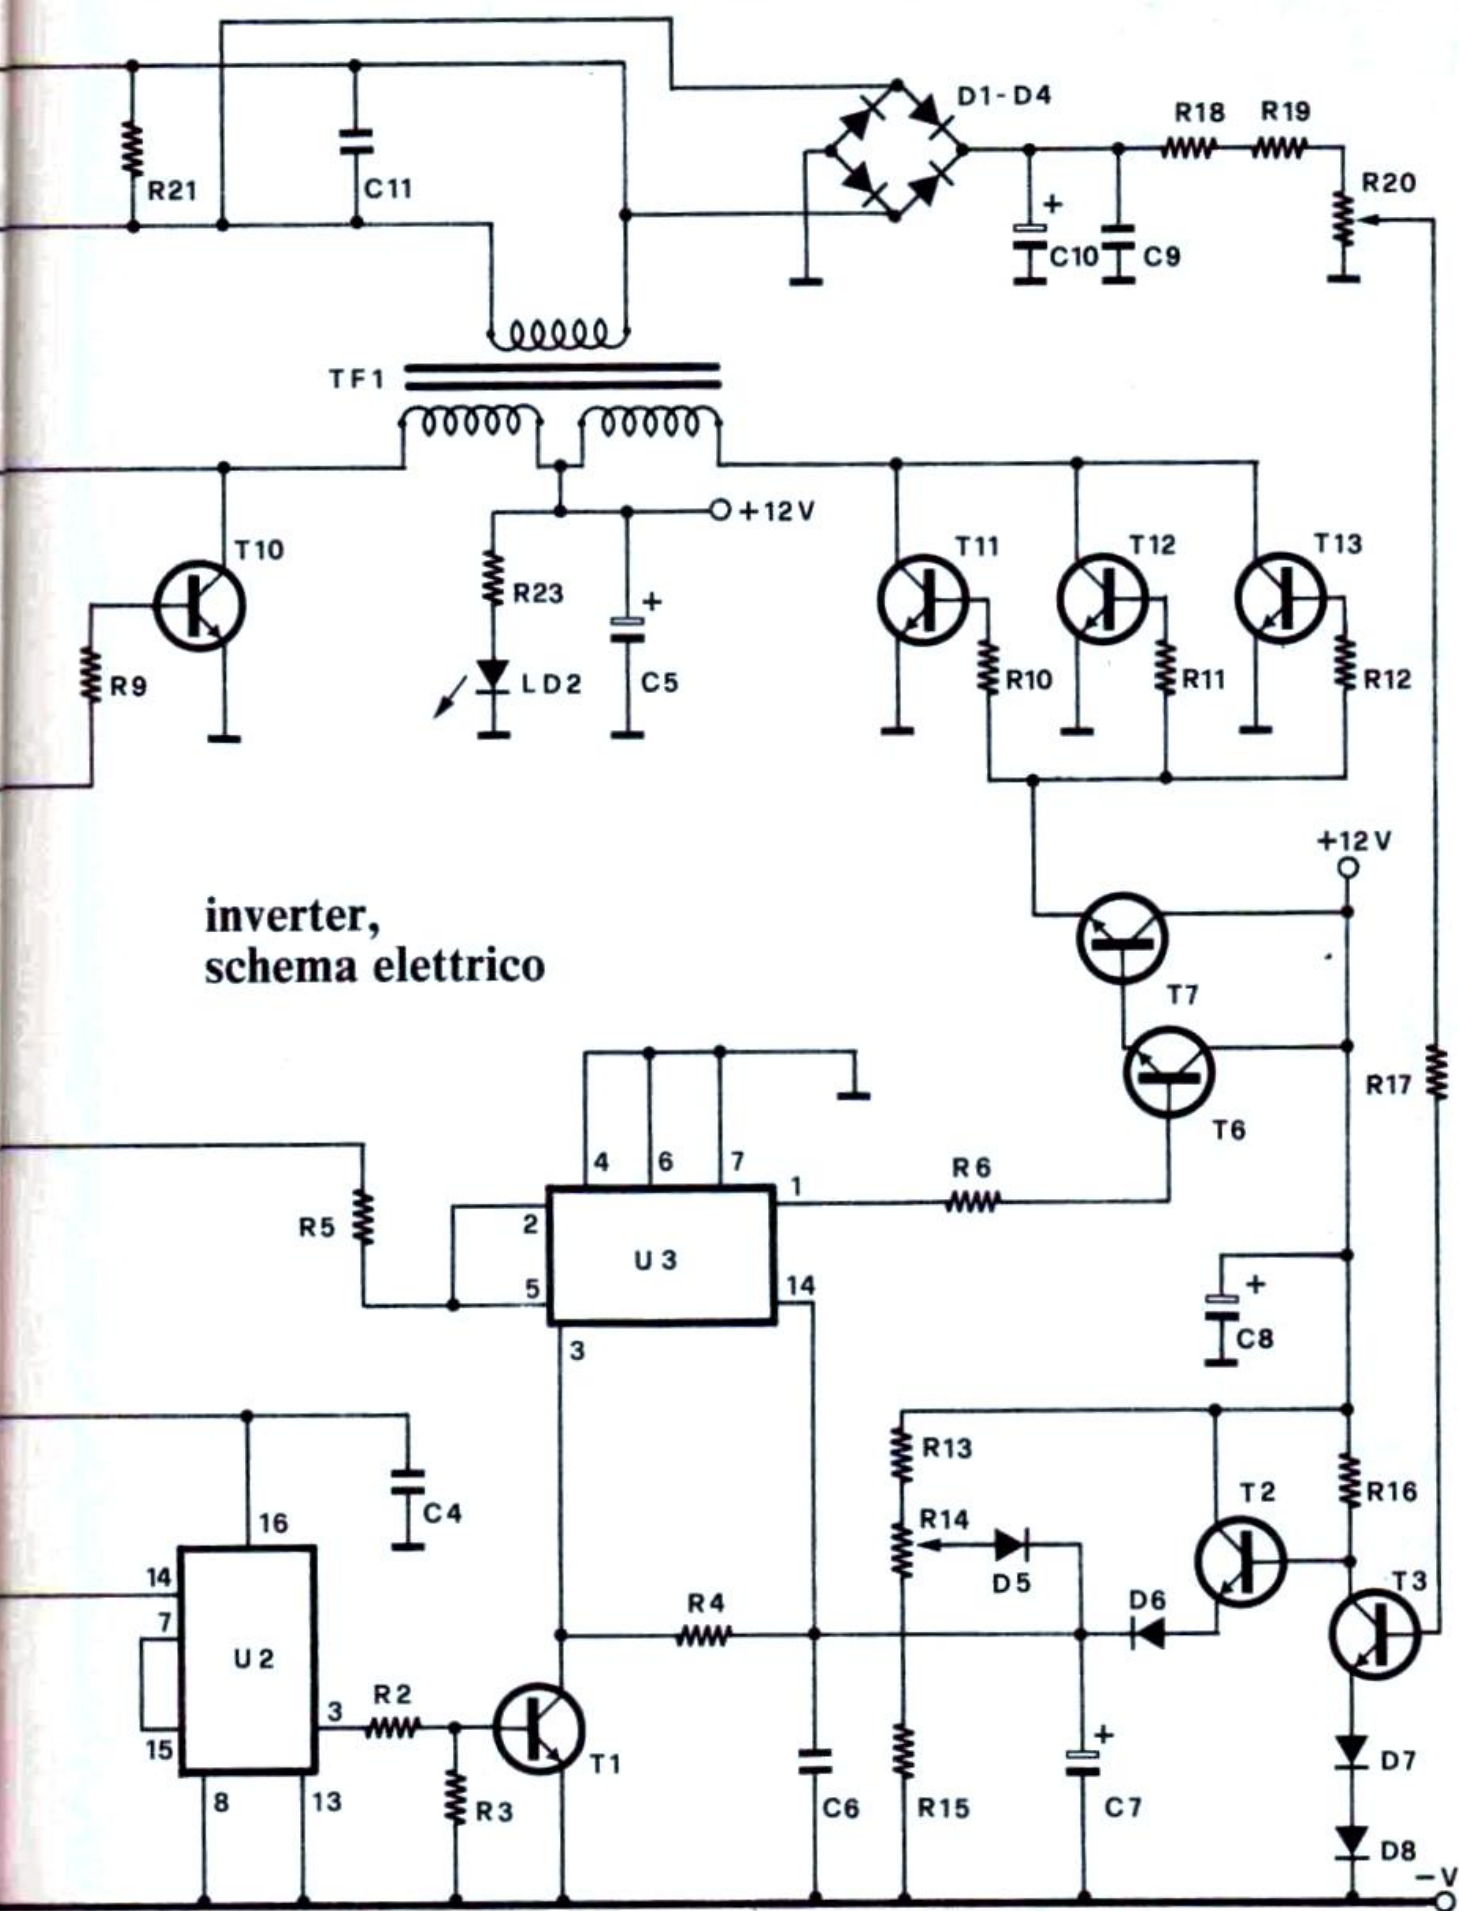 D1-D4
R18 R19
R21
C11
R20
C10
C9
TF1
+12V
T10
T11
T12
T13
R23
R9
LD2
C5
R10
R11
R12
+12V
inverter,
schema elettrico
T7
R17
T6
4 6 7
1
R6
R5
2
U3
5
14
3
C8
R13
C4
R14
T2
R16
16
14
D5
T3
7
R4
D6
U2
R2
3
15
T1
D7
8
13
R3
C6
R15
C7
D8
-V